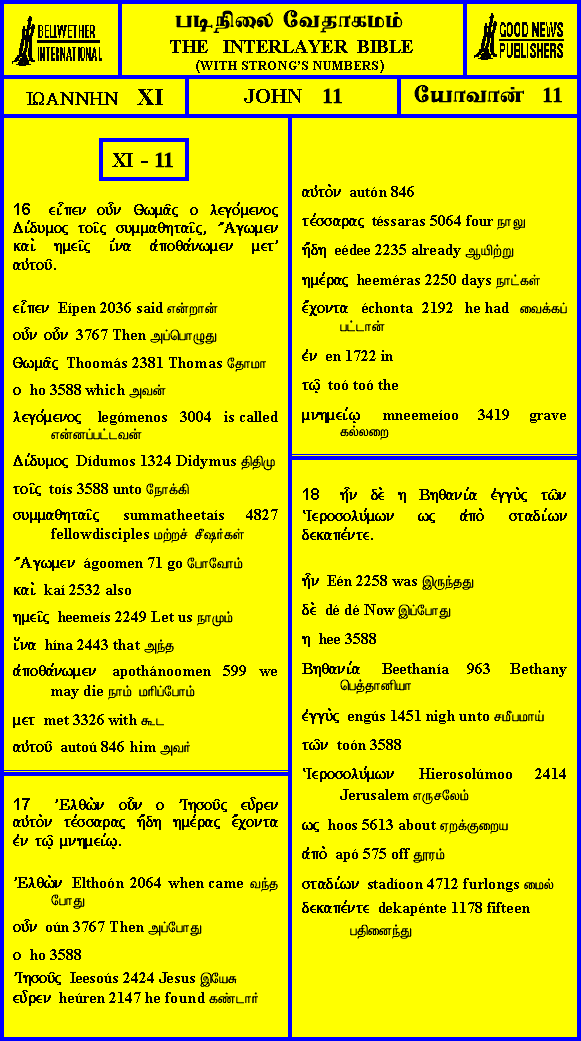 BELLWETHER
INTERNATIONAL
படிநிலை வேதாகமம்
THE INTERLAYER BIBLE
(WITH STRONG'S NUMBERS)
GOOD NEWS
PUBLISHERS
ΙΩΑΝΝΗΝ XI
JOHN 11
யோவான் 11
XI - 11
16 εἶπεν οὖν Θωμᾶς ο λεγόμενος
Δίδυμος τοῖς συμμαθηταῖς, Ἄγωμεν
καὶ ημεῖς ἵνα ἀποθάνωμεν μετ'
αὐτοῦ.
εἶπεν Eípen 2036 said என்றான்
οὖν οὖν 3767 Then அப்பொழுது
Θωμᾶς Thoomás 2381 Thomas தோமா
ο ho 3588 which அவன்
λεγόμενος legómenos 3004 is called
என்னப்பட்டவன்
Δίδυμος Dídumos 1324 Didymus திதிமு
τοῖς toís 3588 unto நோக்கி
συμμαθηταῖς summatheetaís 4827
fellowdisciples மற்றச் சீஷர்கள்
Ἄγωμεν ágoomen 71 go போவோம்
καὶ kaí 2532 also
ημεῖς heemeís 2249 Let us நாமும்
ἵνα hína 2443 that அந்த
ἀποθάνωμεν apothánoomen 599 we
may die நாம் மரிப்போம்
μετ met 3326 with கூட
αὐτοῦ autoú 846 him அவர்
17 Ἐλθὼν οὖν ο Ἰησοῦς εὗρεν
αὐτὸν τέσσαρας ἤδη ημέρας ἔχοντα
ἐν τῷ μνημείῳ.
Ἐλθὼν Elthoón 2064 when came வந்த
போது
οὖν oún 3767 Then அப்போது
ο ho 3588
Ἰησοῦς Ieesoús 2424 Jesus இயேசு
εὗρεν heúren 2147 he found கண்டார்
αὐτὸν autón 846
τέσσαρας téssaras 5064 four நாலு
ἤδη eédee 2235 already ஆயிற்று
ημέρας heeméras 2250 days நாட்கள்
ἔχοντα échonta 2192 he had வைக்கப்
பட்டான்
ἐν en 1722 in
τῷ toó toó the
μνημείῳ mneemeíoo 3419 grave
கல்லறை
18 ἦν δὲ η Βηθανία ἐγγὺς τῶν
Ἱεροσολύμων ως ἀπὸ σταδίων
δεκαπέντε.
ἦν Eén 2258 was இருந்தது
δὲ dé dé Now இப்போது
η hee 3588
Βηθανία Beethanía 963 Bethany
பெத்தானியா
ἐγγὺς engús 1451 nigh unto சமீபமாய்
τῶν toón 3588
Ἱεροσολύμων Hierosolúmoo 2414
Jerusalem எருசலேம்
ως hoos 5613 about ஏறக்குறைய
ἀπὸ apó 575 off தூரம்
σταδίων stadíoon 4712 furlongs மைல்
δεκαπέντε dekapénte 1178 fifteen
பதினைந்து